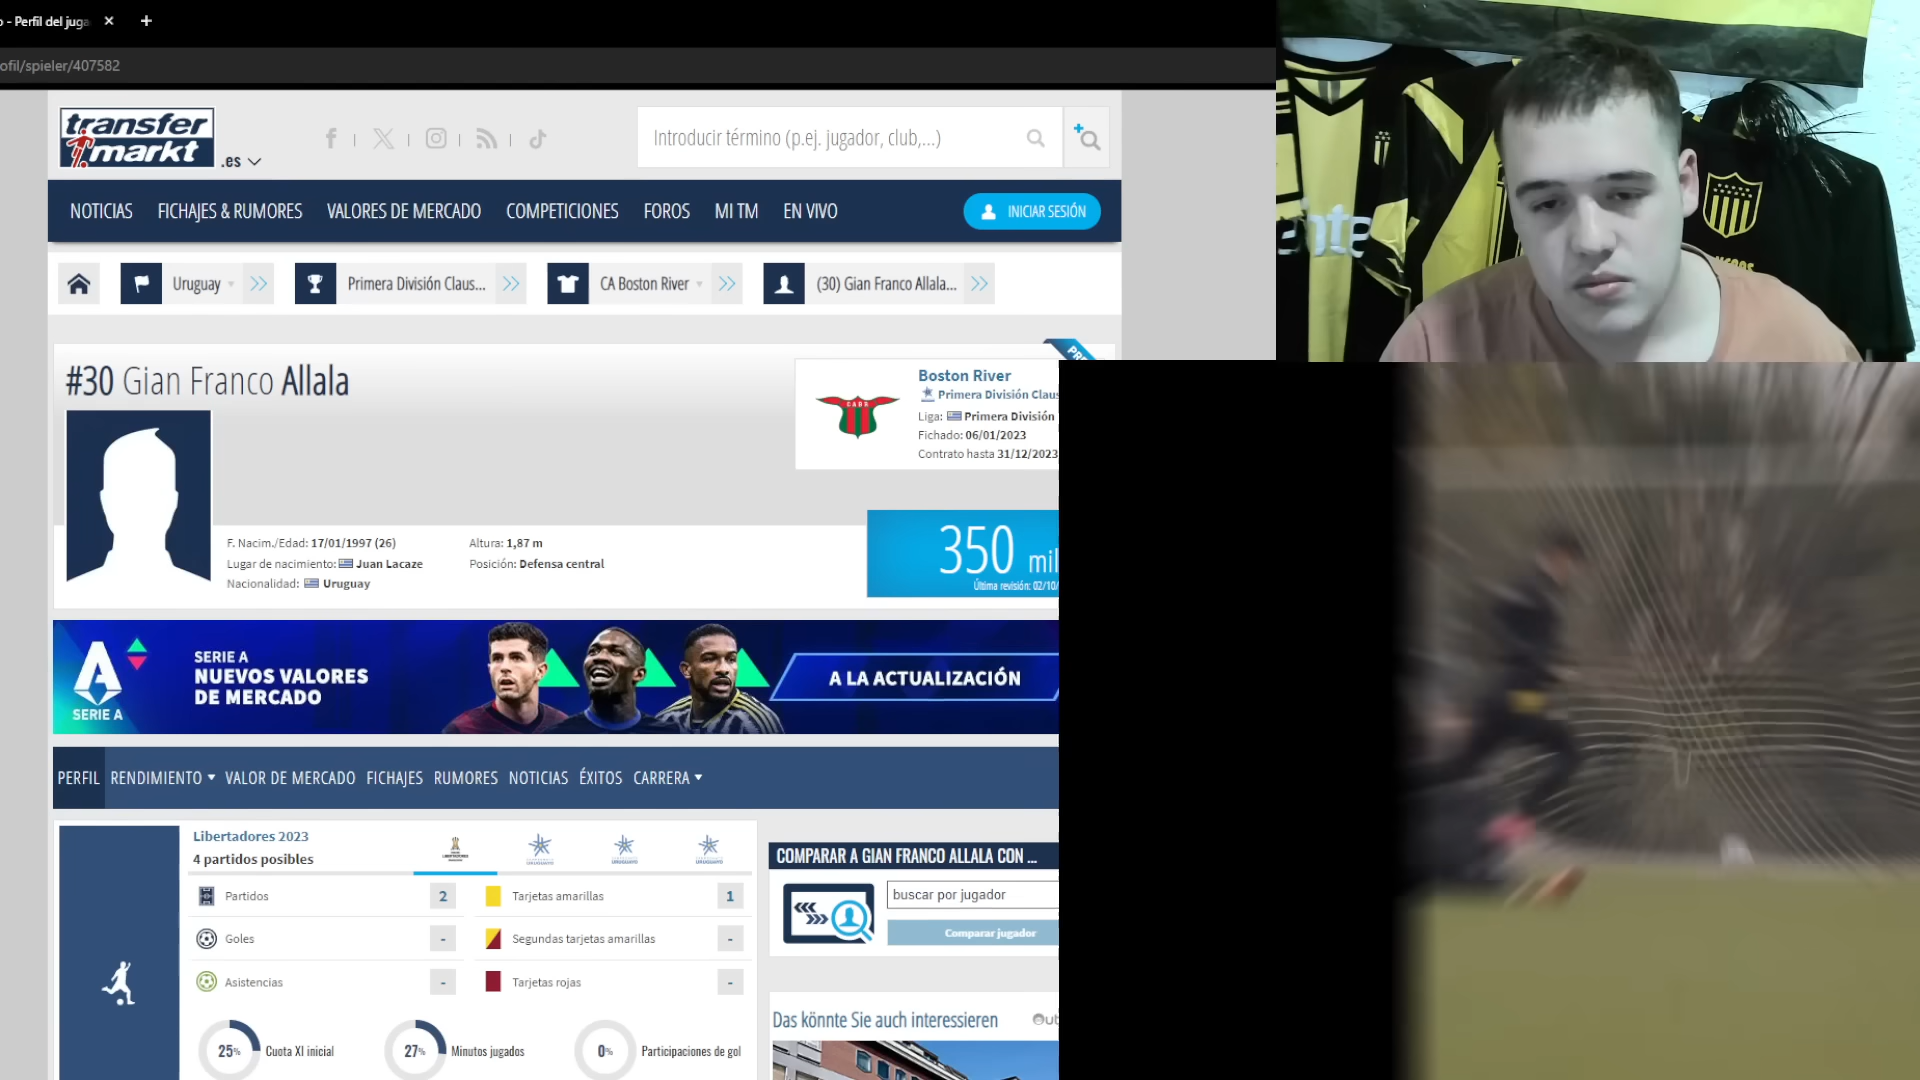 o - Perfil del juga
ofil/spieler/407582
transfer
markt
.es
Introducir término (p.ej. jugador, club,...)
NOTICIAS FICHAJES & RUMORES VALORES DE MERCADO COMPETICIONES FOROS MI TM EN VIVO INICIAR SESIÓN
Uruguay Primera División Claus... CA Boston River (30) Gian Franco Allala...
#30 Gian Franco Allala
CABR
Boston River
Primera División Claus
Liga: Primera División
Fichado: 06/01/2023
Contrato hasta 31/12/2023
F. Nacim./Edad: 17/01/1997 (26)
Lugar de nacimiento: Juan Lacaze
Nacionalidad: Uruguay
Altura: 1,87 m
Posición: Defensa central
350 mil
Última revisión: 02/10/
SERIE A
SERIE A
NUEVOS VALORES
DE MERCADO
A LA ACTUALIZACIÓN
PERFIL RENDIMIENTO VALOR DE MERCADO FICHAJES RUMORES NOTICIAS ÉXITOS CARRERA
Libertadores 2023
4 partidos posibles
Partidos 2 Tarjetas amarillas 1
Goles - Segundas tarjetas amarillas -
Asistencias - Tarjetas rojas -
25% Cuota XI inicial 27% Minutos jugados 0% Participaciones de gol
COMPARAR A GIAN FRANCO ALLALA CON ...
buscar por jugador
Comparar jugador
Das könnte Sie auch interessieren